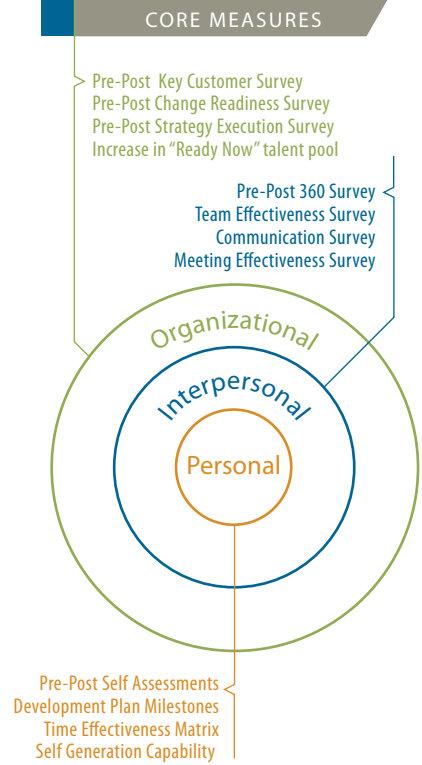 CORE MEASURES
Pre-Post Key Customer Survey
Pre-Post Change Readiness Survey
Pre-Post Strategy Execution Survey
Increase in “Ready Now” talent pool
Pre-Post 360 Survey
Team Effectiveness Survey
Communication Survey
Meeting Effectiveness Survey
Organizational
Interpersonal
Personal
Pre-Post Self Assessments
Development Plan Milestones
Time Effectiveness Matrix
Self Generation Capability